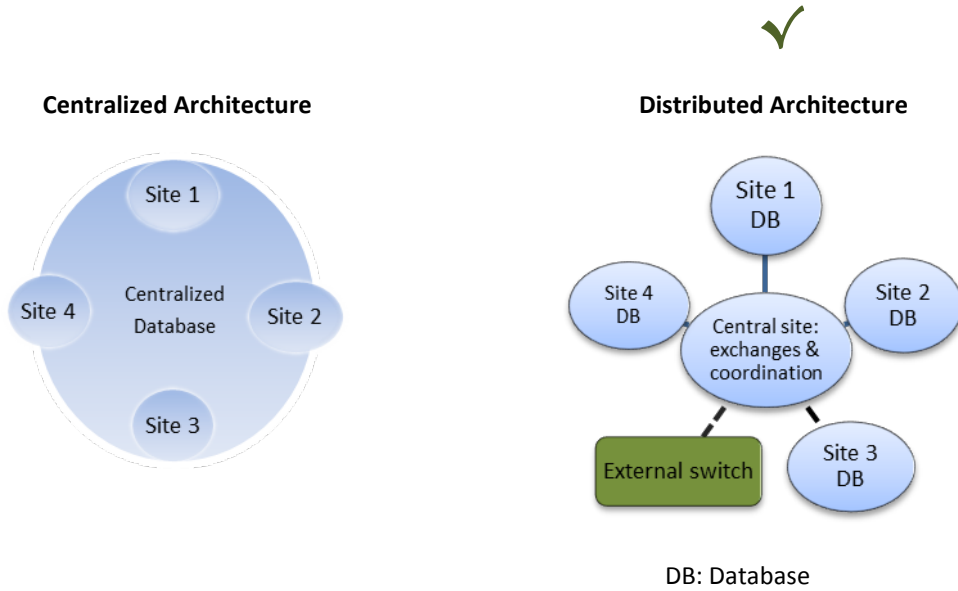 Centralized Architecture
Site 1
Site 4
Centralized
Database
Site 2
Site 3
Distributed Architecture
Site 1
DB
Site 4
DB
Site 2
DB
Central site:
exchanges &
coordination
External switch
Site 3
DB
DB: Database